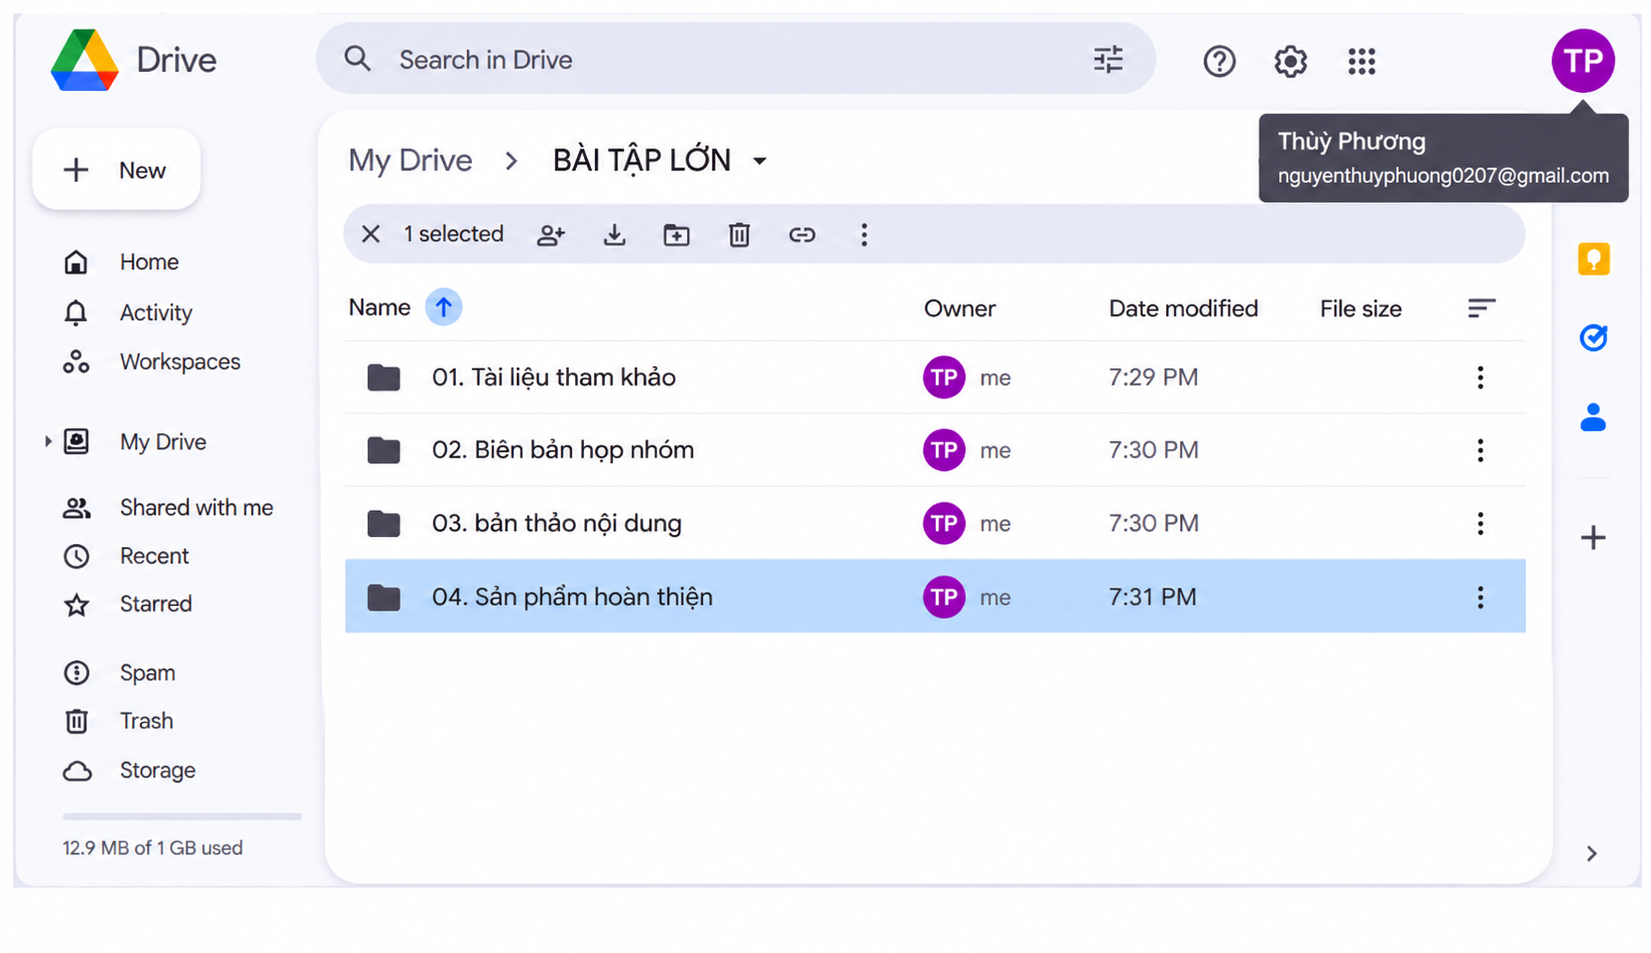 Drive
Search in Drive
TP
Thuỳ Phương
nguyenthuyphuong0207@gmail.com
New
My Drive > BÀI TẬP LỚN
1 selected
Home
Activity
Workspaces
My Drive
Shared with me
Recent
Starred
Spam
Trash
Storage
12.9 MB of 1 GB used
Name Owner Date modified File size
01. Tài liệu tham khảo TP me 7:29 PM
02. Biên bản họp nhóm TP me 7:30 PM
03. bản thảo nội dung TP me 7:30 PM
04. Sản phẩm hoàn thiện TP me 7:31 PM